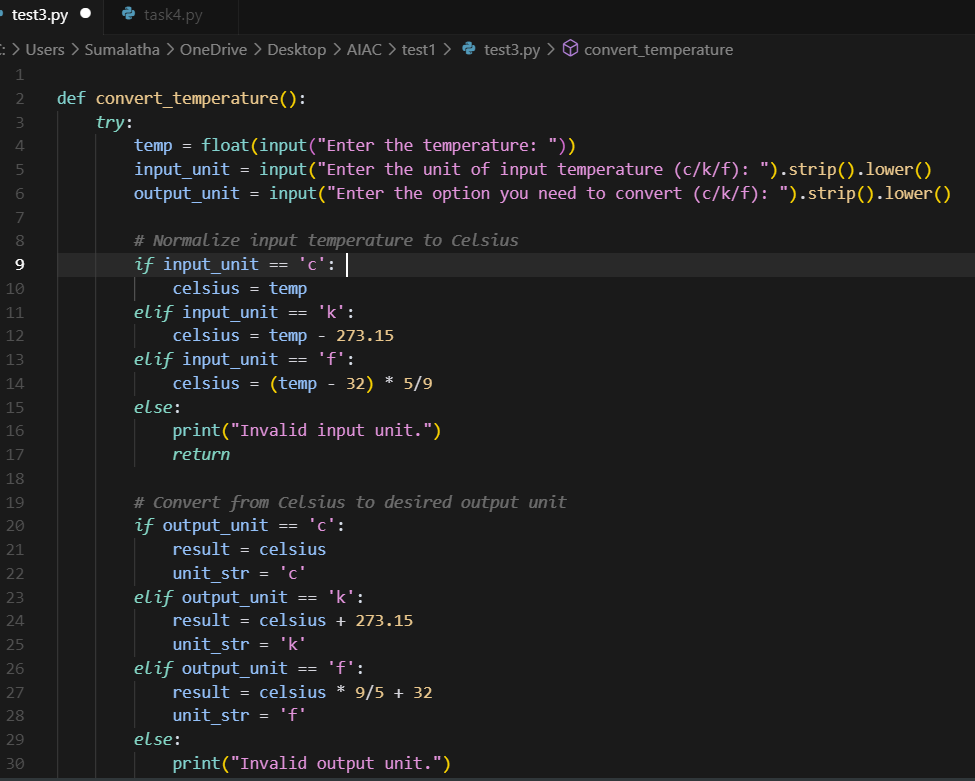 test3.py ● task4.py
C: > Users > Sumalatha > OneDrive > Desktop > AIAC > test1 > test3.py > convert_temperature
1
2 def convert_temperature():
3     try:
4         temp = float(input("Enter the temperature: "))
5         input_unit = input("Enter the unit of input temperature (c/k/f): ").strip().lower()
6         output_unit = input("Enter the option you need to convert (c/k/f): ").strip().lower()
7
8         # Normalize input temperature to Celsius
9         if input_unit == 'c':
10             celsius = temp
11         elif input_unit == 'k':
12             celsius = temp - 273.15
13         elif input_unit == 'f':
14             celsius = (temp - 32) * 5/9
15         else:
16             print("Invalid input unit.")
17             return
18
19         # Convert from Celsius to desired output unit
20         if output_unit == 'c':
21             result = celsius
22             unit_str = 'c'
23         elif output_unit == 'k':
24             result = celsius + 273.15
25             unit_str = 'k'
26         elif output_unit == 'f':
27             result = celsius * 9/5 + 32
28             unit_str = 'f'
29         else:
30             print("Invalid output unit.")